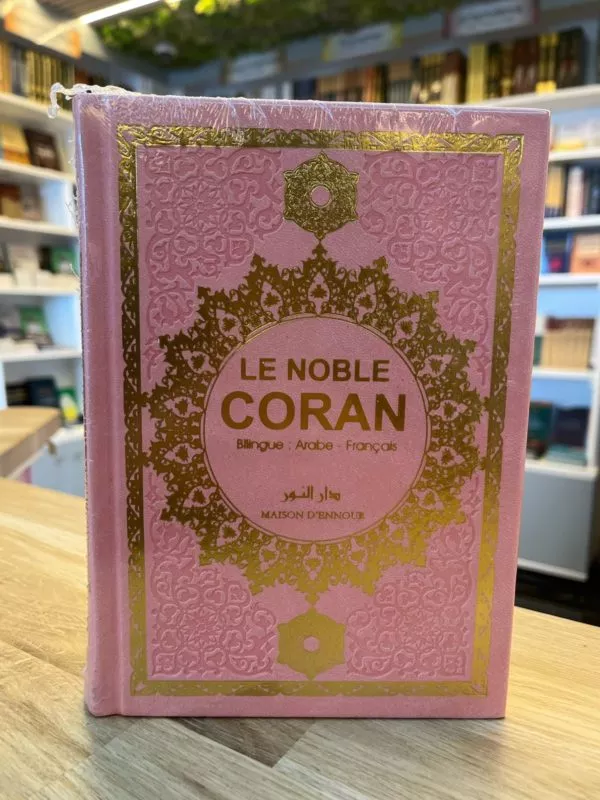 LE NOBLE
CORAN
Bilingue : Arabe - Français
دار النور
MAISON D'ENNOUR